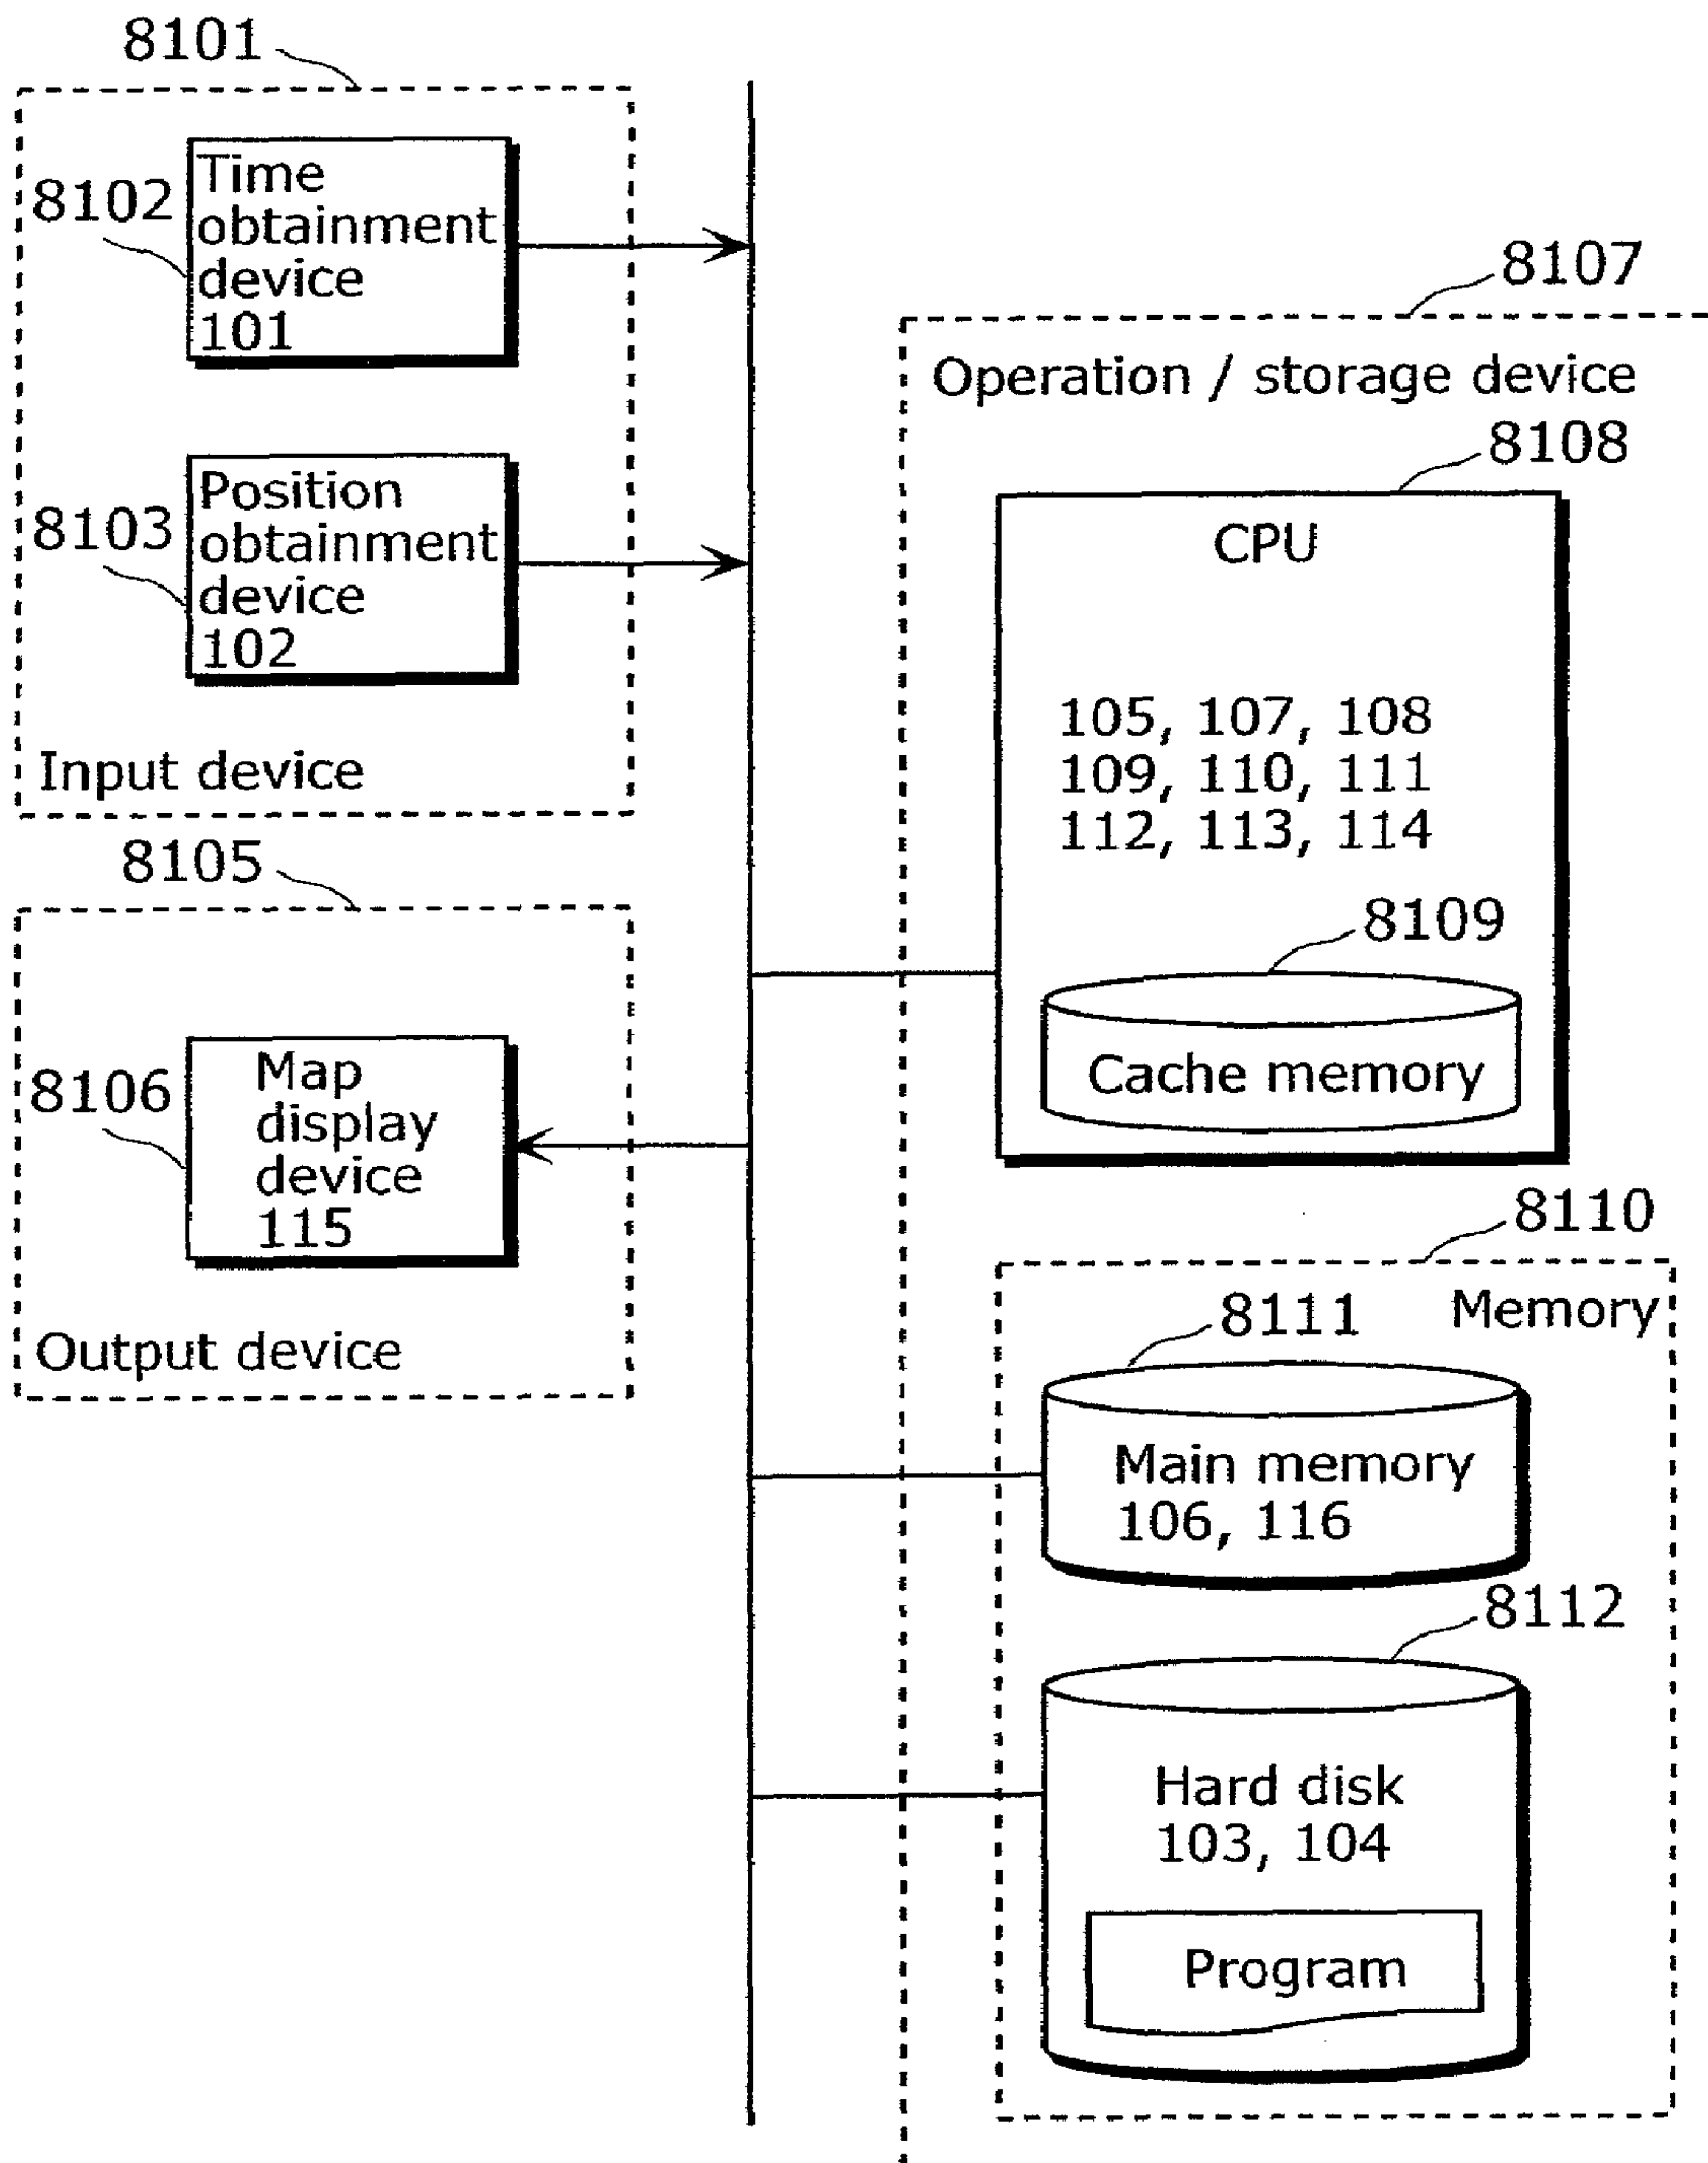 8101
8102
Time
obtainment
device
101
8103
Position
obtainment
device
102
Input device
8105
8106
Map
display
device
115
Output device
8107
Operation / storage device
8108
CPU
105, 107, 108
109, 110, 111
112, 113, 114
8109
Cache memory
8110
Memory
8111
Main memory
106, 116
8112
Hard disk
103, 104
Program